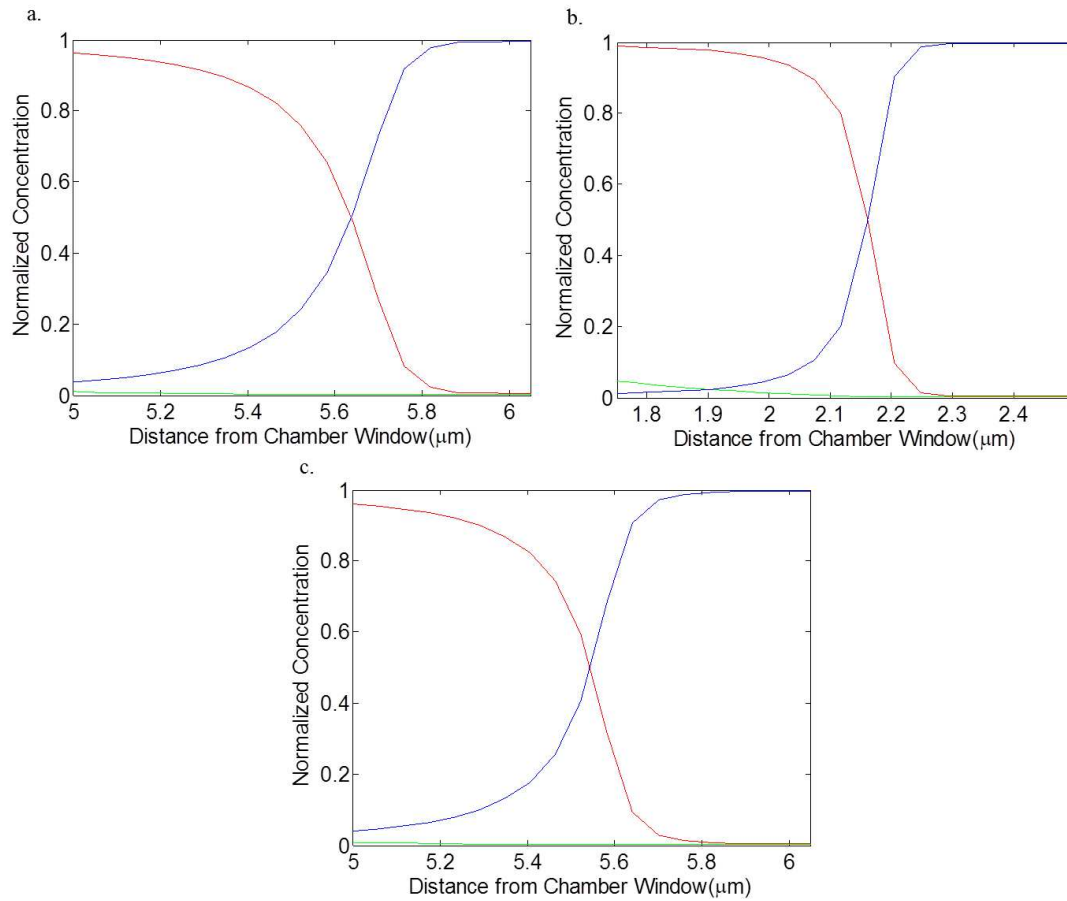 a.
1
0.8
0.6
0.4
0.2
0
Normalized Concentration
5 5.2 5.4 5.6 5.8 6
Distance from Chamber Window(μm)
b.
1
0.8
0.6
0.4
0.2
0
Normalized Concentration
1.8 1.9 2 2.1 2.2 2.3 2.4
Distance from Chamber Window(μm)
c.
1
0.8
0.6
0.4
0.2
0
Normalized Concentration
5 5.2 5.4 5.6 5.8 6
Distance from Chamber Window(μm)